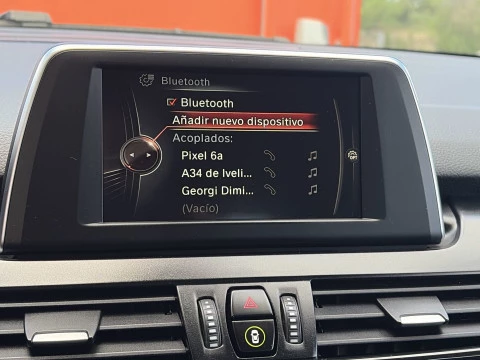 Bluetooth
Bluetooth
Añadir nuevo dispositivo
Acoplados:
Pixel 6a
A34 de Iveli...
Georgi Dimi...
(Vacío)